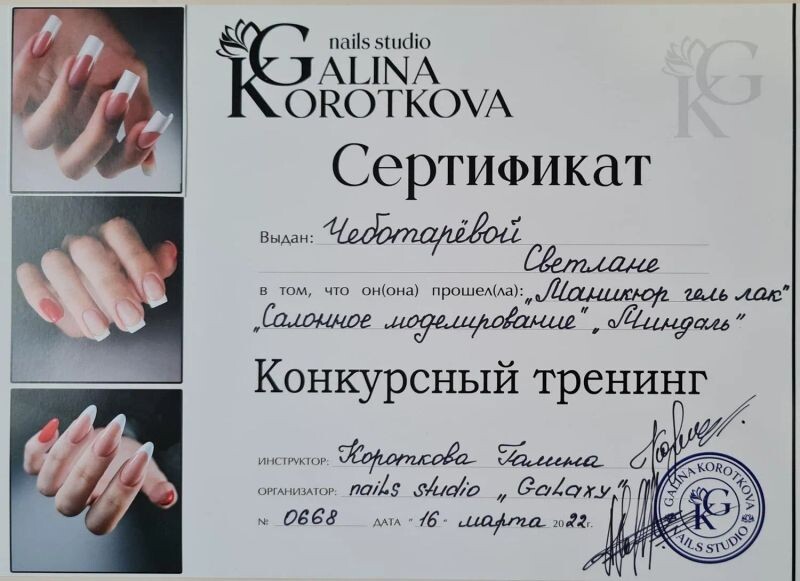 nails studio
GALINA
KOROTKOVA
KG
Сертификат
Выдан: Чеботарёвой
Светлане
в том, что он(она) прошел(ла): „Маникюр гель лак"
„Салонное моделирование" „Миндаль"
Конкурсный тренинг
ИНСТРУКТОР: Короткова Галина
ОРГАНИЗАТОР: nails studio „Galaxy"
№ 0668 ДАТА "16" марта 2022г.
GALINA KOROTKOVA
KG
NAILS STUDIO